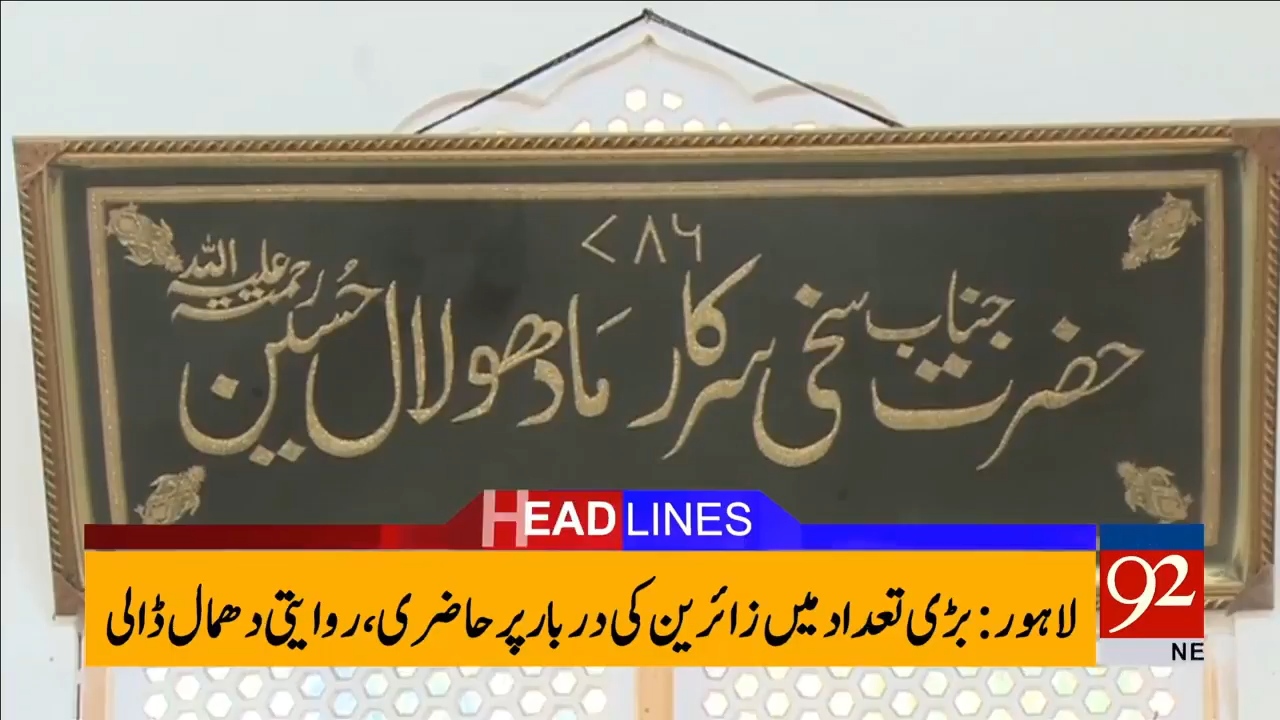 ۷۸۶
حضرت جناب سخی سرکار مادھولال حسین رحمتہ علیہ اللہ
HEADLINES
لاہور: بڑی تعداد میں زائرین کی دربار پر حاضری، روایتی دھمال ڈالی
92
NE